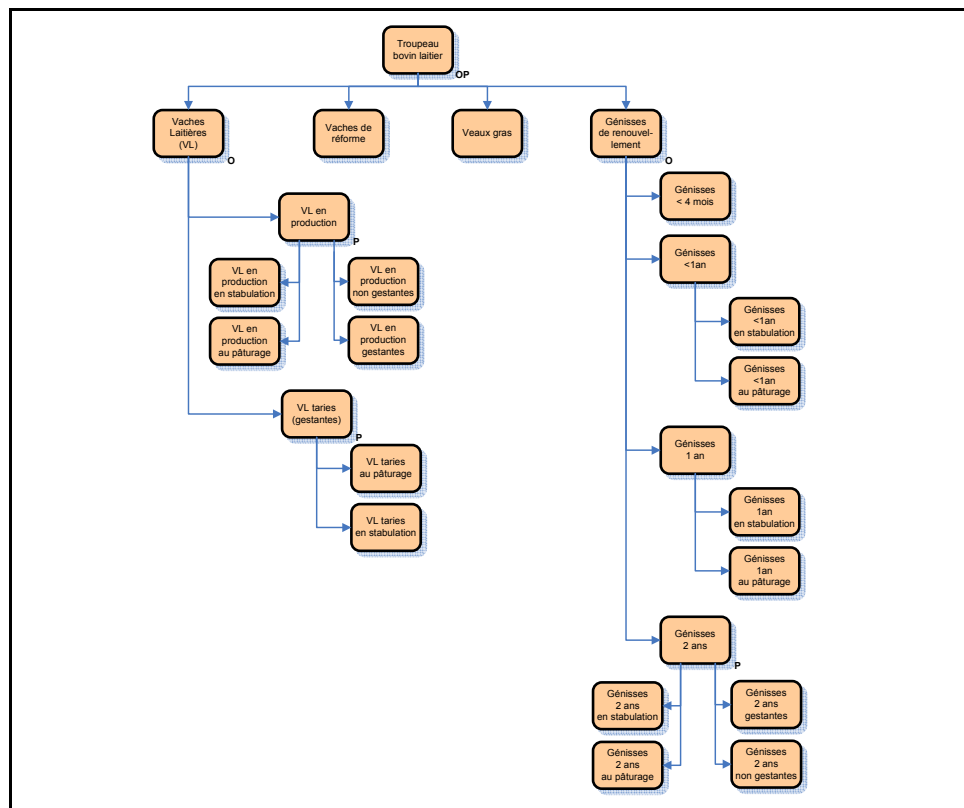 Troupeau
bovin laitier
OP
Vaches
Laitières
(VL)
O
Vaches de
réforme
Veaux gras
Génisses
de renouvel-
lement
O
VL en
production
P
VL en
production
en stabulation
VL en
production
non gestantes
VL en
production
au pâturage
VL en
production
gestantes
VL taries
(gestantes)
P
VL taries
au pâturage
VL taries
en stabulation
Génisses
< 4 mois
Génisses
<1an
Génisses
<1an
en stabulation
Génisses
<1an
au pâturage
Génisses
1 an
Génisses
1an
en stabulation
Génisses
1an
au pâturage
Génisses
2 ans
P
Génisses
2 ans
en stabulation
Génisses
2 ans
gestantes
Génisses
2 ans
au pâturage
Génisses
2 ans
non gestantes